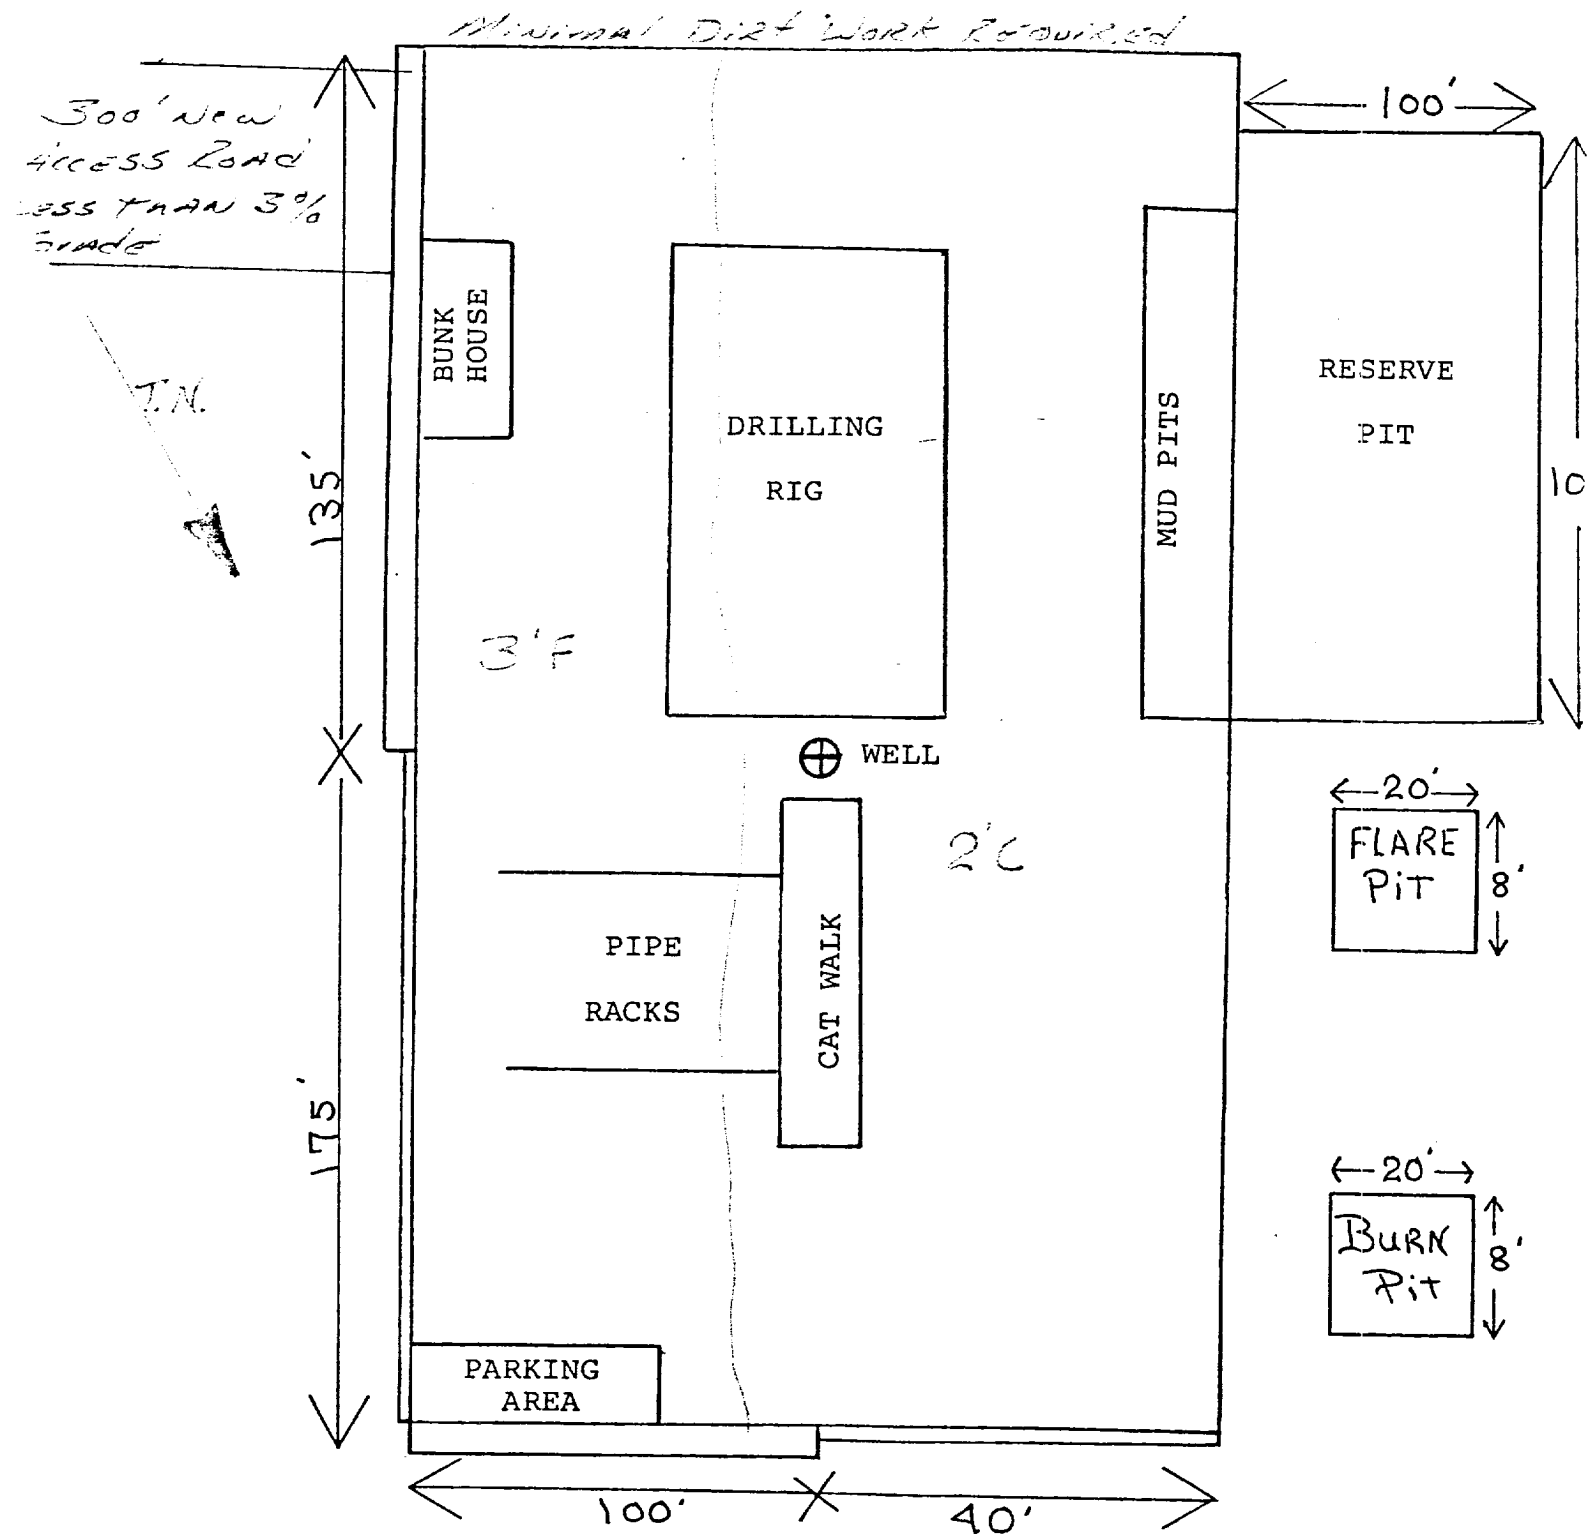 Minimal Dirt Work Required
300' New
Access Road
Less than 3%
Grade
100'
T.N.
BUNK
HOUSE
DRILLING
RIG
MUD PITS
RESERVE
PIT
10
135'
3'F
WELL
2'C
20'
FLARE
PiT
8'
PIPE
RACKS
CAT WALK
175'
20'
BURN
Pit
8'
PARKING
AREA
100'
40'